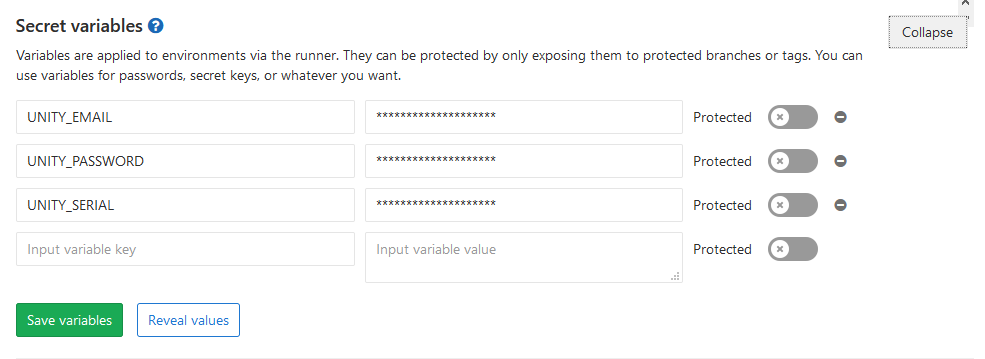 Secret variables ?
Collapse
Variables are applied to environments via the runner. They can be protected by only exposing them to protected branches or tags. You can
use variables for passwords, secret keys, or whatever you want.
UNITY_EMAIL ******************** Protected
UNITY_PASSWORD ******************** Protected
UNITY_SERIAL ******************** Protected
Input variable key Input variable value Protected
Save variables Reveal values